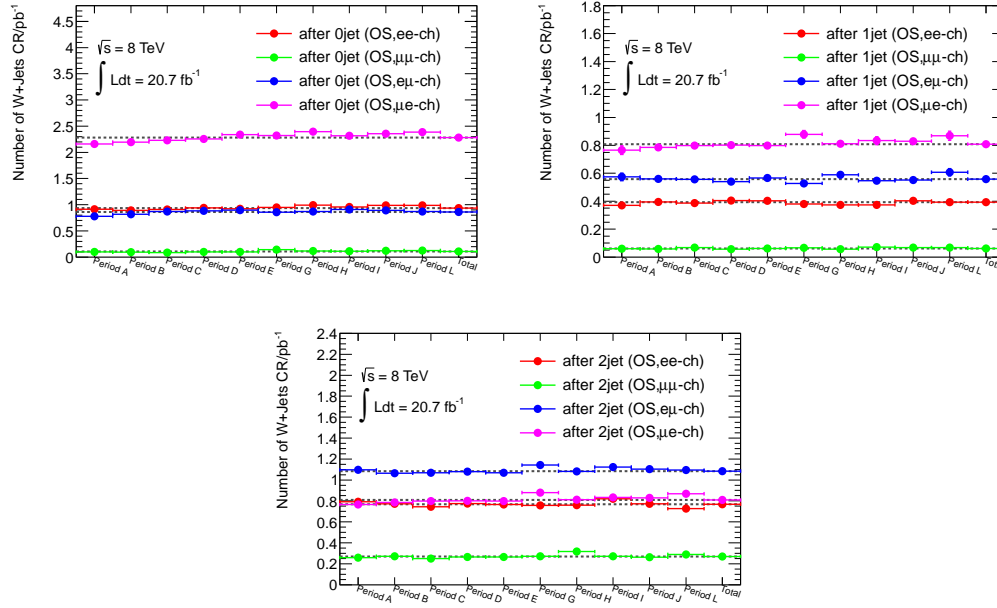 Number of W+Jets CR/pb⁻¹
4.5
4
3.5
3
2.5
2
1.5
1
0.5
0
√s = 8 TeV
∫ Ldt = 20.7 fb⁻¹
after 0jet (OS,ee-ch)
after 0jet (OS,μμ-ch)
after 0jet (OS,eμ-ch)
after 0jet (OS,μe-ch)
Period A Period B Period C Period D Period E Period G Period H Period I Period J Period L Total
Number of W+Jets CR/pb⁻¹
1.8
1.6
1.4
1.2
1
0.8
0.6
0.4
0.2
0
√s = 8 TeV
∫ Ldt = 20.7 fb⁻¹
after 1jet (OS,ee-ch)
after 1jet (OS,μμ-ch)
after 1jet (OS,eμ-ch)
after 1jet (OS,μe-ch)
Period A Period B Period C Period D Period E Period G Period H Period I Period J Period L Tot
Number of W+Jets CR/pb⁻¹
2.4
2.2
2
1.8
1.6
1.4
1.2
1
0.8
0.6
0.4
0.2
0
√s = 8 TeV
∫ Ldt = 20.7 fb⁻¹
after 2jet (OS,ee-ch)
after 2jet (OS,μμ-ch)
after 2jet (OS,eμ-ch)
after 2jet (OS,μe-ch)
Period A Period B Period C Period D Period E Period G Period H Period I Period J Period L Total